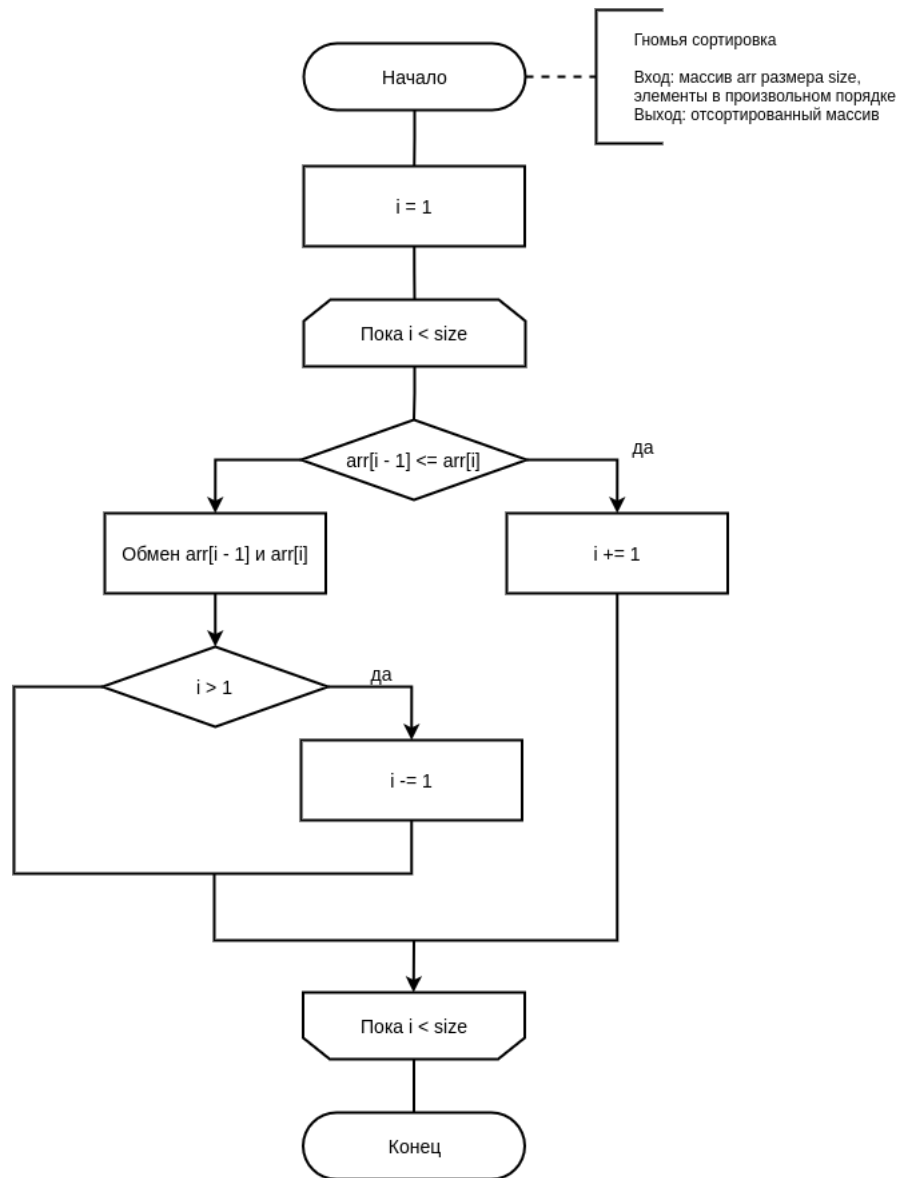 Начало
Гномья сортировка
Вход: массив arr размера size,
элементы в произвольном порядке
Выход: отсортированный массив
i = 1
Пока i < size
arr[i - 1] <= arr[i]
да
Обмен arr[i - 1] и arr[i]
i += 1
i > 1
да
i -= 1
Пока i < size
Конец